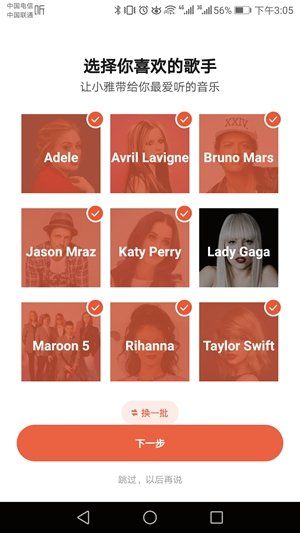 中国电信
中国联通
56% 下午3:05
选择你喜欢的歌手
让小雅带给你最爱听的音乐
XXIV
Adele
Avril Lavigne
Bruno Mars
Jason Mraz
Katy Perry
Lady Gaga
Maroon 5
Rihanna
Taylor Swift
换一批
下一步
跳过，以后再说